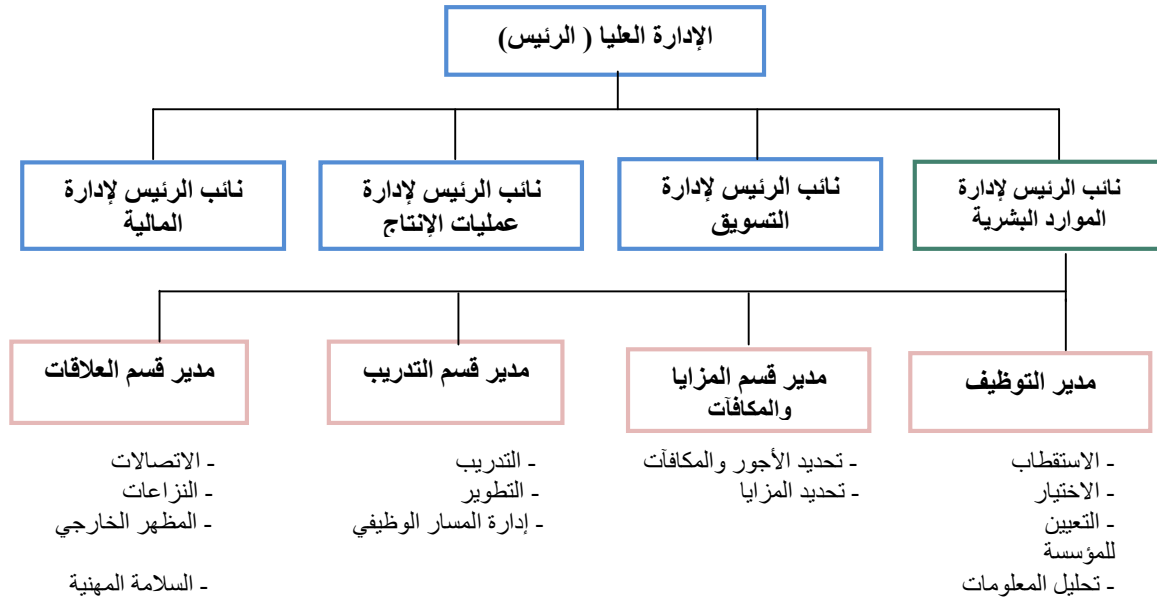 الإدارة العليا ( الرئيس)
نائب الرئيس لإدارة
الموارد البشرية
نائب الرئيس لإدارة
التسويق
نائب الرئيس لإدارة
عمليات الإنتاج
نائب الرئيس لإدارة
المالية
مدير التوظيف
مدير قسم المزايا
والمكافآت
مدير قسم التدريب
مدير قسم العلاقات
- الاستقطاب
- الاختيار
- التعيين
للمؤسسة
- تحليل المعلومات
- تحديد الأجور والمكافآت
- تحديد المزايا
- التدريب
- التطوير
- إدارة المسار الوظيفي
- الاتصالات
- النزاعات
- المظهر الخارجي
- السلامة المهنية